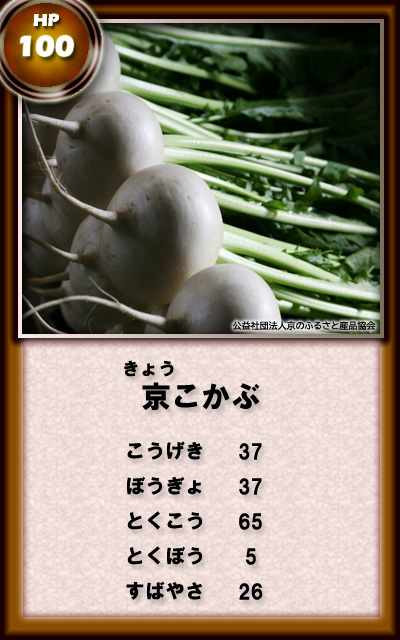 HP
100
公益社団法人京のふるさと産品協会
きょう
京こかぶ
こうげき 37
ぼうぎょ 37
とくこう 65
とくぼう 5
すばやさ 26